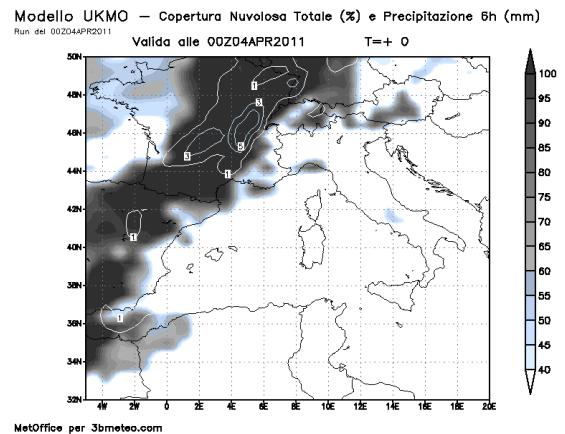 Modello UKMO – Copertura Nuvolosa Totale (%) e Precipitazione 6h (mm)
Run del 00Z04APR2011
Valida alle 00Z04APR2011 T=+ 0
50N
48N
46N
44N
42N
40N
38N
36N
34N
32N
4W 2W 0 2E 4E 6E 8E 10E 12E 14E 16E 18E 20E
1
3
5
3
1
1
1
100
95
90
85
80
75
70
65
60
55
50
45
40
MetOffice per 3bmeteo.com